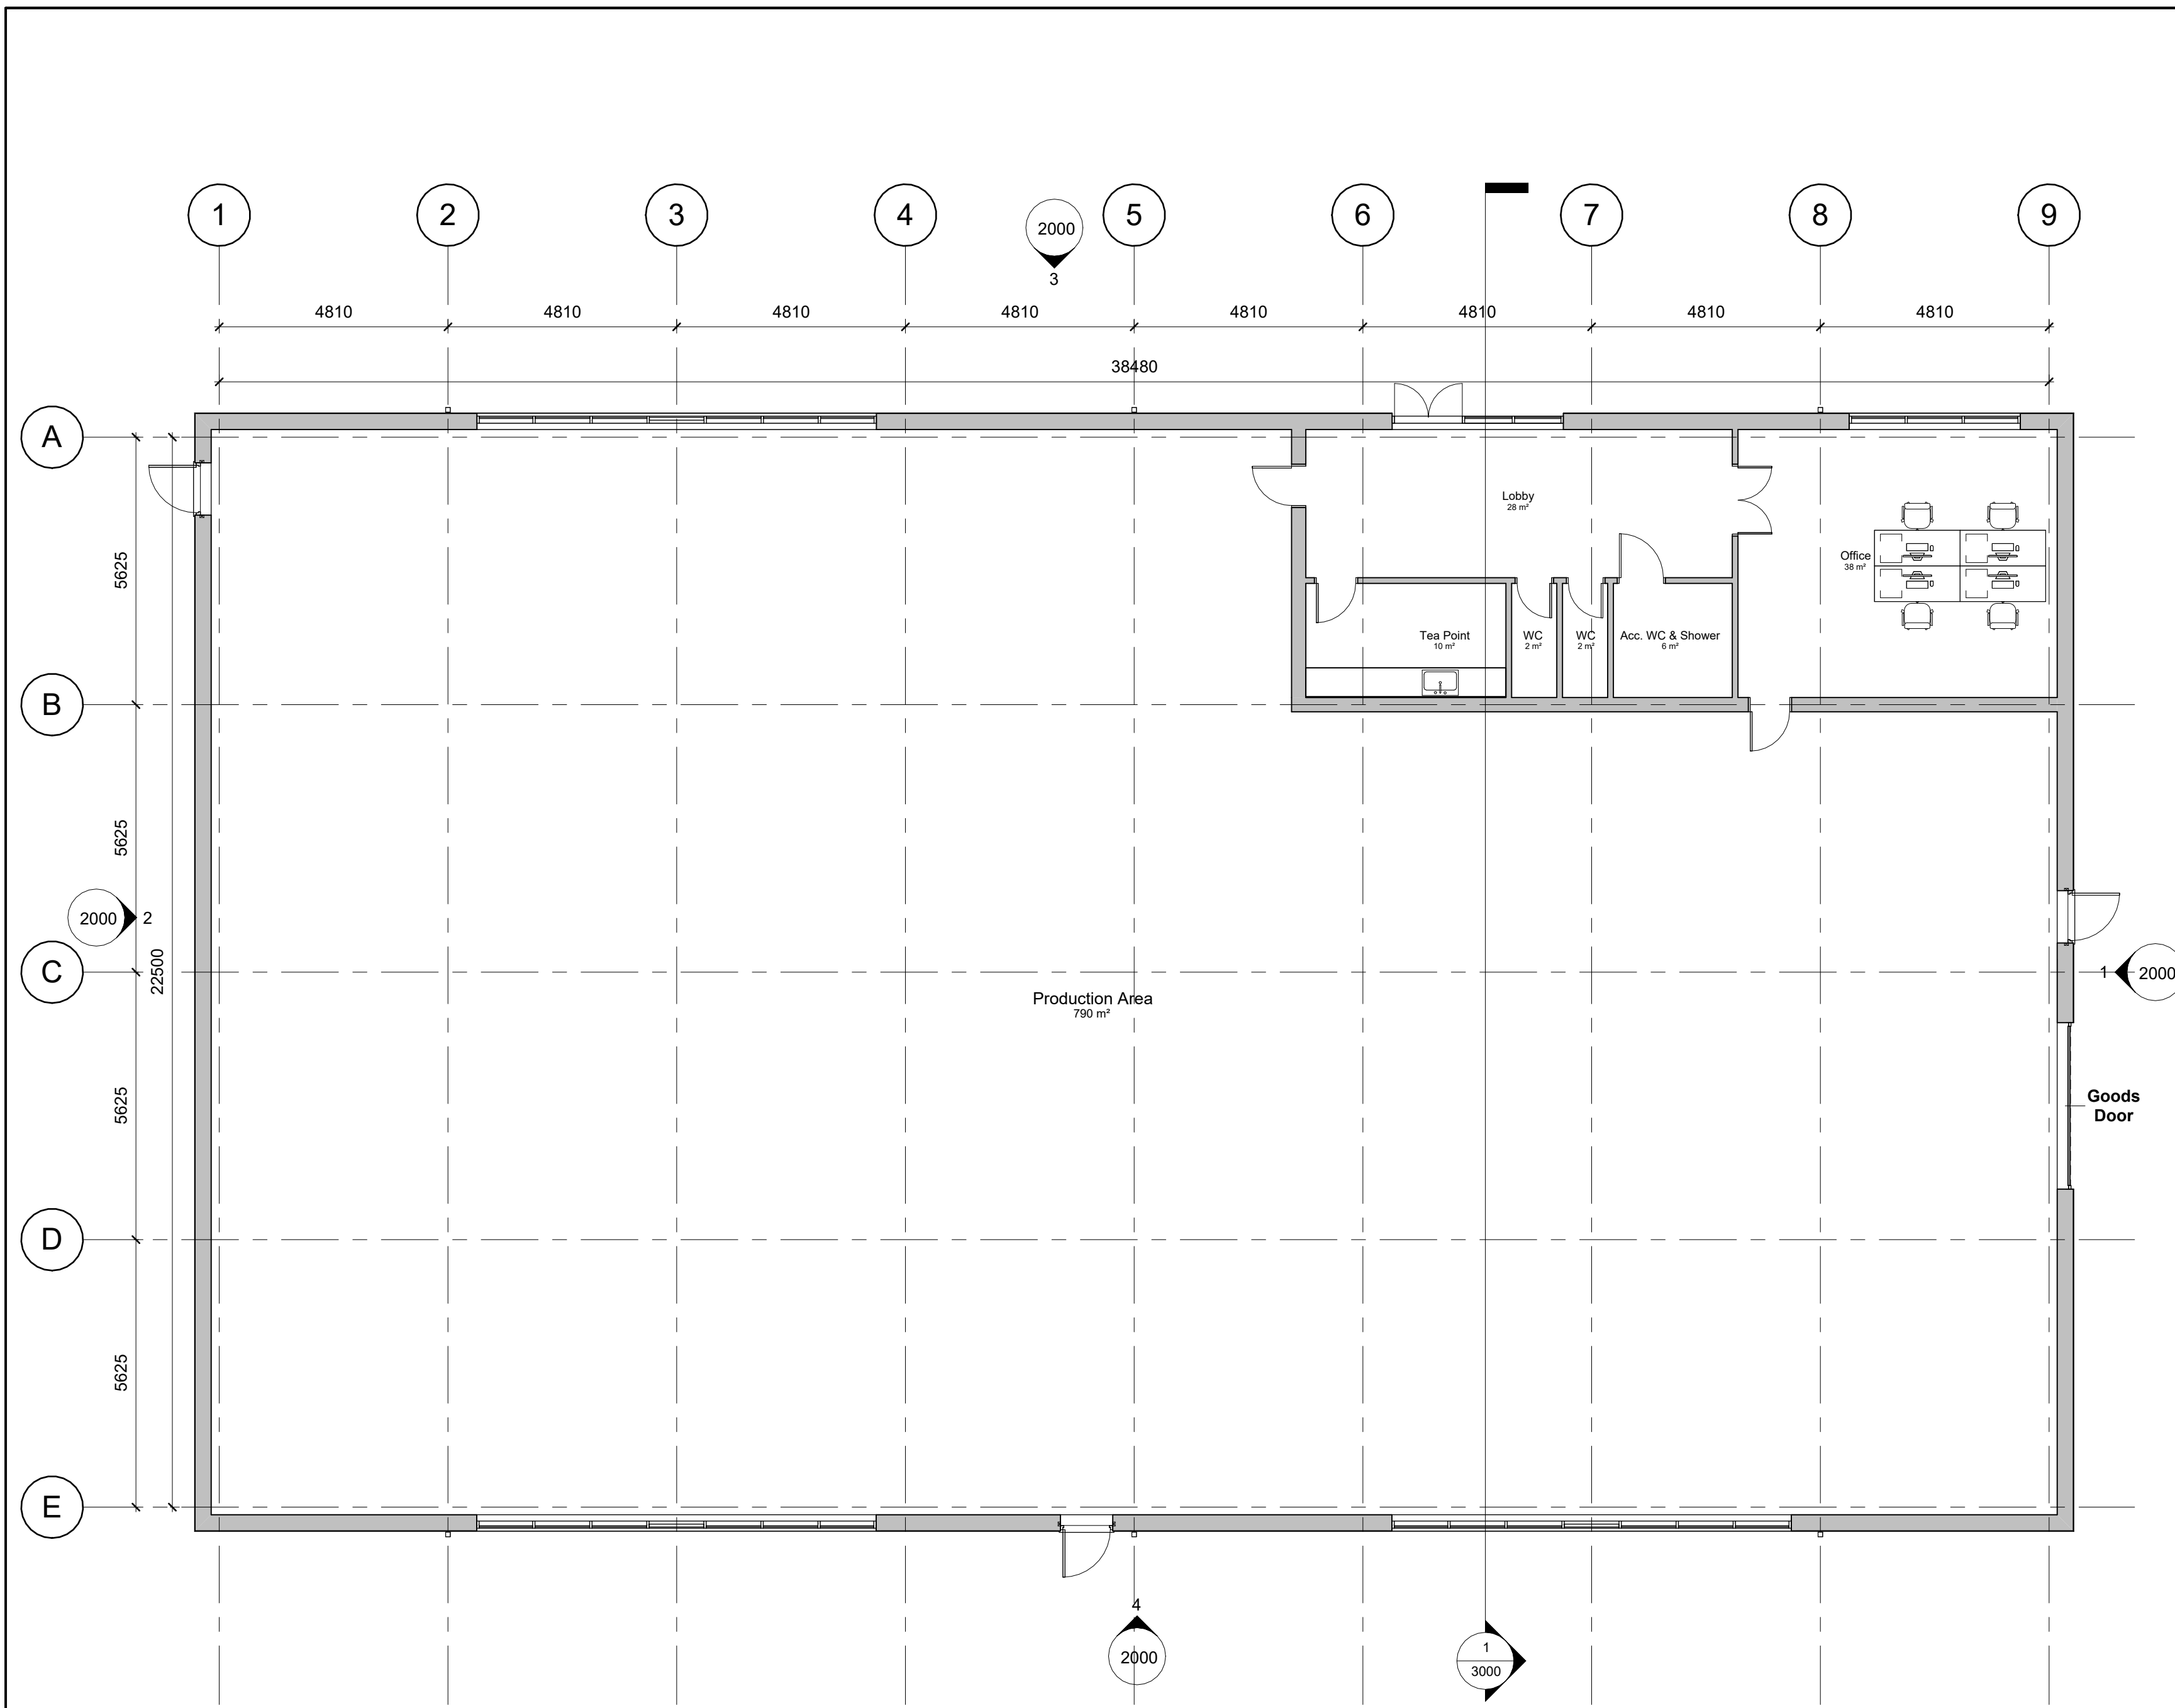 1 2 3 4 5 6 7 8 9
2000
3
4810 4810 4810 4810 4810 4810 4810 4810
38480
A
B
C
D
E
5625
5625
5625
5625
22500
Lobby
28 m²
Office
38 m²
Tea Point
10 m²
WC
2 m²
WC
2 m²
Acc. WC & Shower
6 m²
2000 2
1 2000
Production Area
790 m²
Goods
Door
4
2000
1
3000